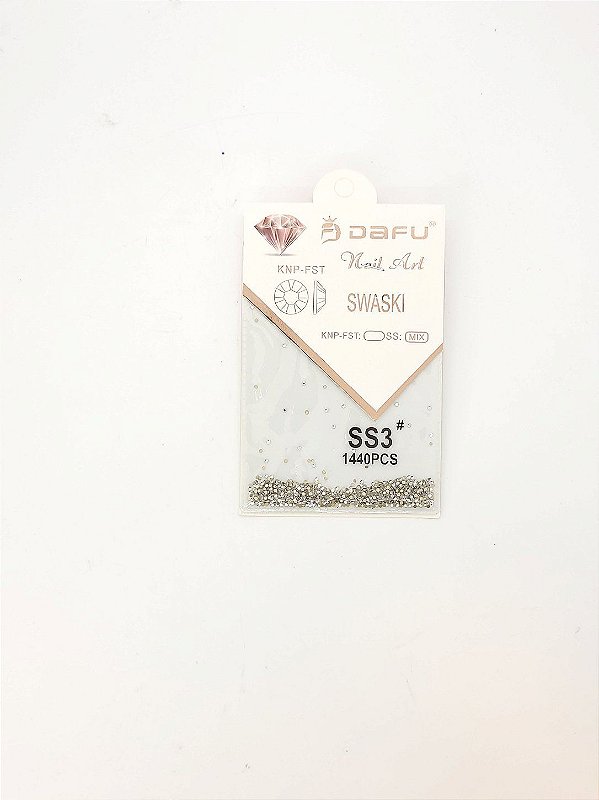 DAFU
Nail Art
KNP-FST
SWASKI
KNP-FST: SS: MIX
SS3#
1440PCS